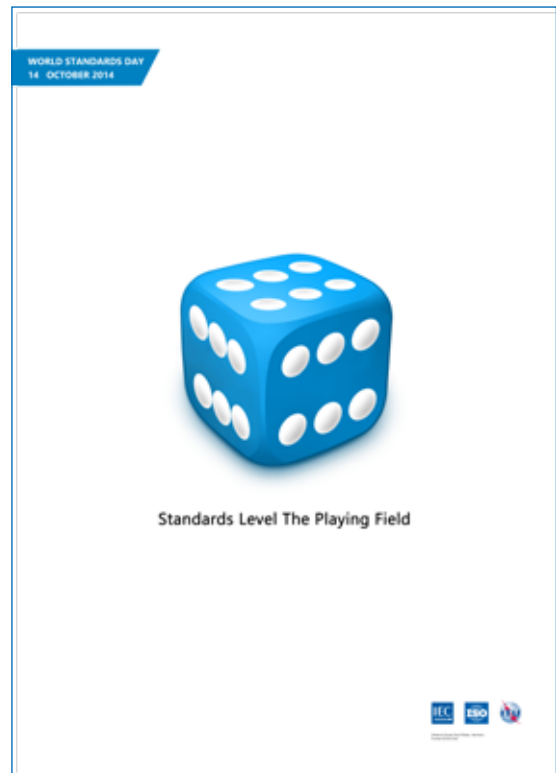 WORLD STANDARDS DAY
14 OCTOBER 2014
Standards Level The Playing Field
IEC
ISO